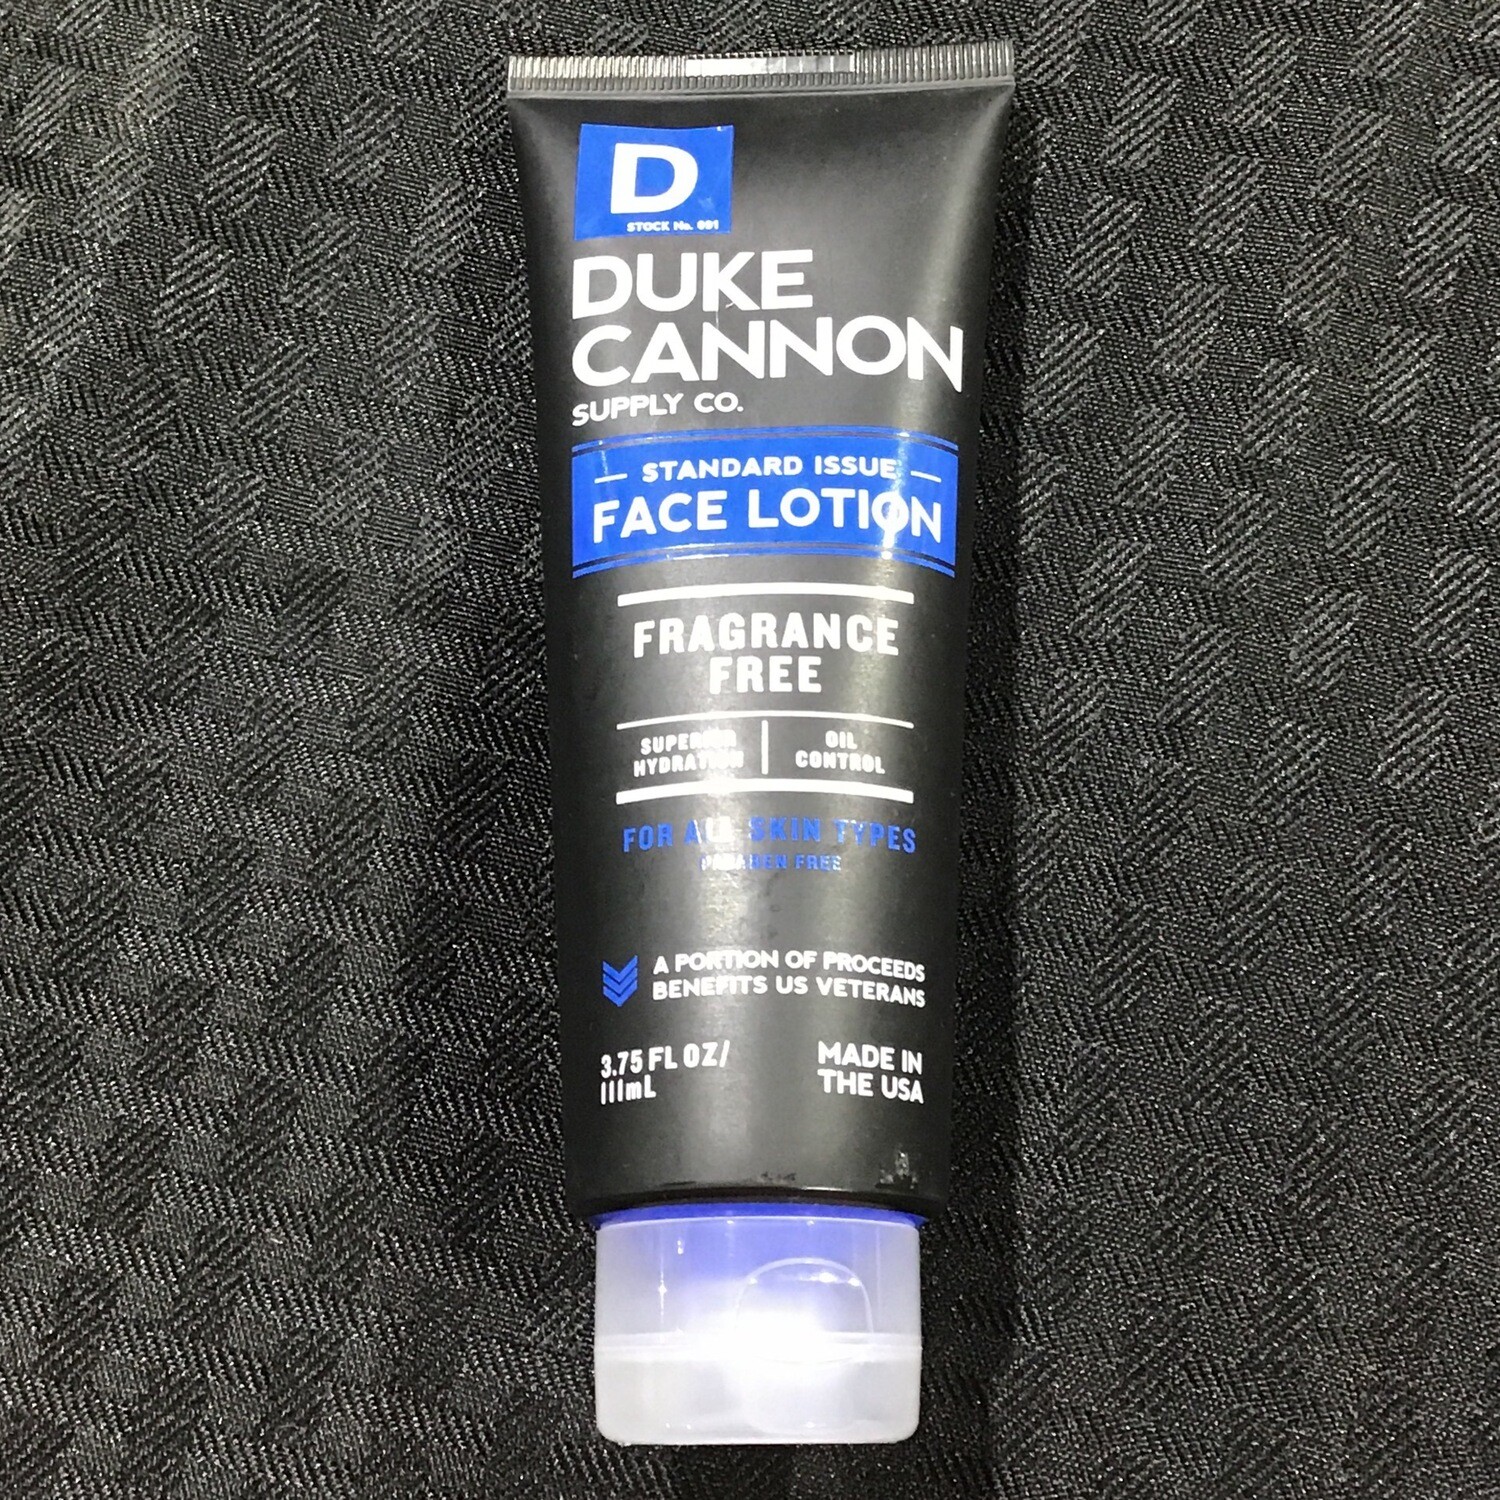 D
STOCK No. 091
DUKE
CANNON
SUPPLY CO.
STANDARD ISSUE
FACE LOTION
FRAGRANCE
FREE
SUPERIOR
HYDRATION
OIL
CONTROL
FOR ALL SKIN TYPES
PARABEN FREE
A PORTION OF PROCEEDS
BENEFITS US VETERANS
3.75 FL OZ/
111mL
MADE IN
THE USA